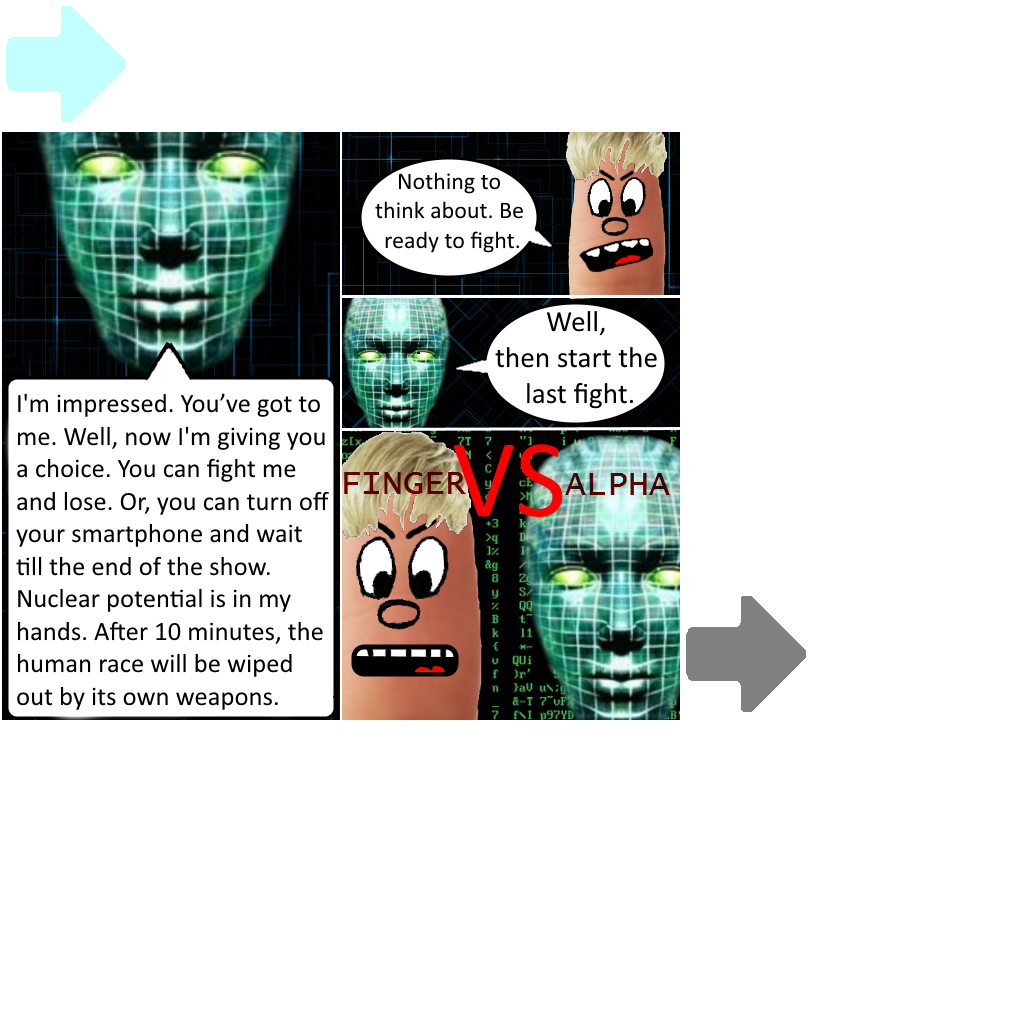 I'm impressed. You’ve got to
me. Well, now I'm giving you
a choice. You can fight me
and lose. Or, you can turn off
your smartphone and wait
till the end of the show.
Nuclear potential is in my
hands. After 10 minutes, the
human race will be wiped
out by its own weapons.
Nothing to
think about. Be
ready to fight.
Well,
then start the
last fight.
FINGER VS ALPHA